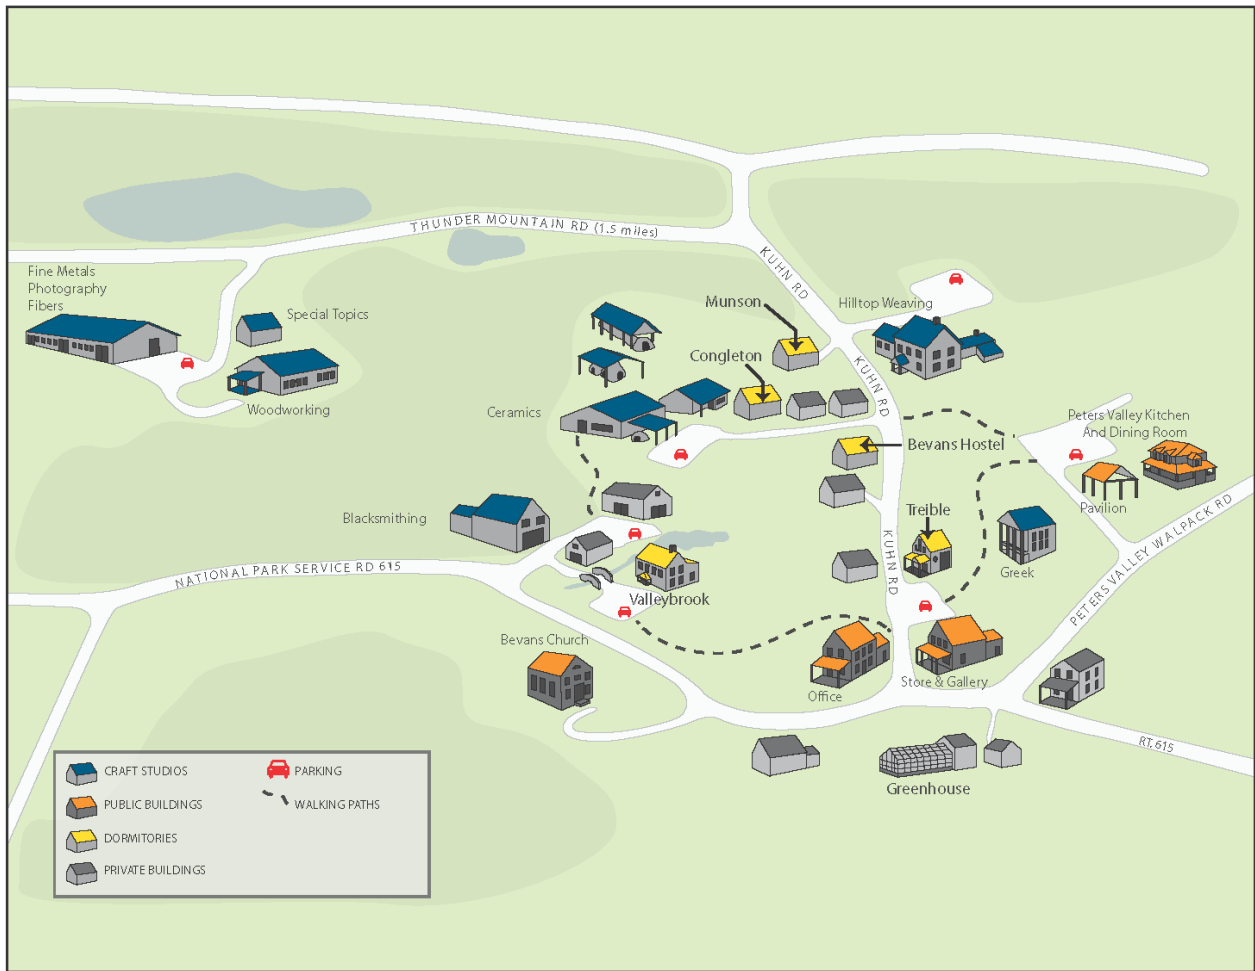 THUNDER MOUNTAIN RD (1.5 miles)
KUHN RD
Fine Metals
Photography
Fibers
Special Topics
Woodworking
Munson
Hilltop Weaving
Congleton
KUHN RD
Ceramics
Peters Valley Kitchen
And Dining Room
Bevans Hostel
Pavilion
Blacksmithing
Treible
KUHN RD
Greek
PETERS VALLEY WALPACK RD
NATIONAL PARK SERVICE RD 615
Valleybrook
Bevans Church
Office
Store & Gallery
RT. 615
Greenhouse
CRAFT STUDIOS
PUBLIC BUILDINGS
DORMITORIES
PRIVATE BUILDINGS
PARKING
WALKING PATHS